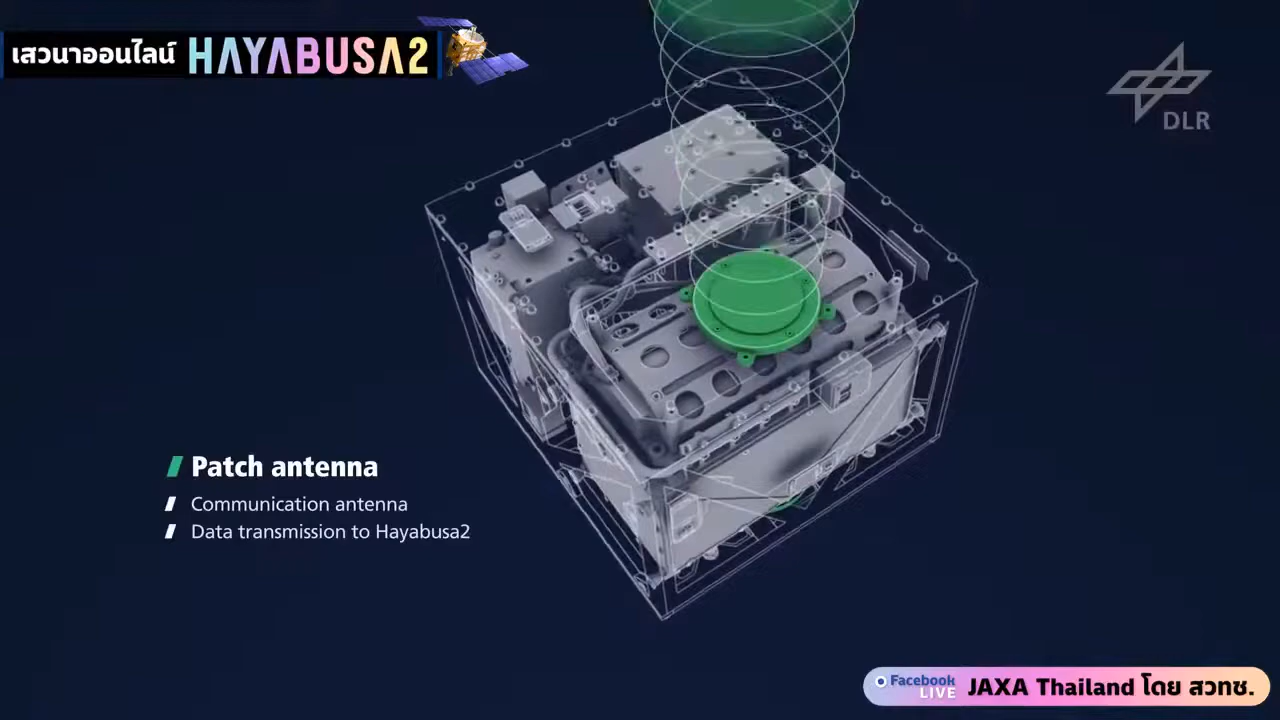 เสวนาออนไลน์ HAYABUSA2
DLR
Patch antenna
Communication antenna
Data transmission to Hayabusa2
Facebook
LIVE
JAXA Thailand โดย สวทช.